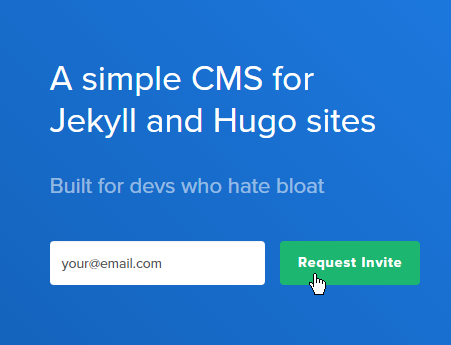 A simple CMS for
Jekyll and Hugo sites
Built for devs who hate bloat
your@email.com
Request Invite